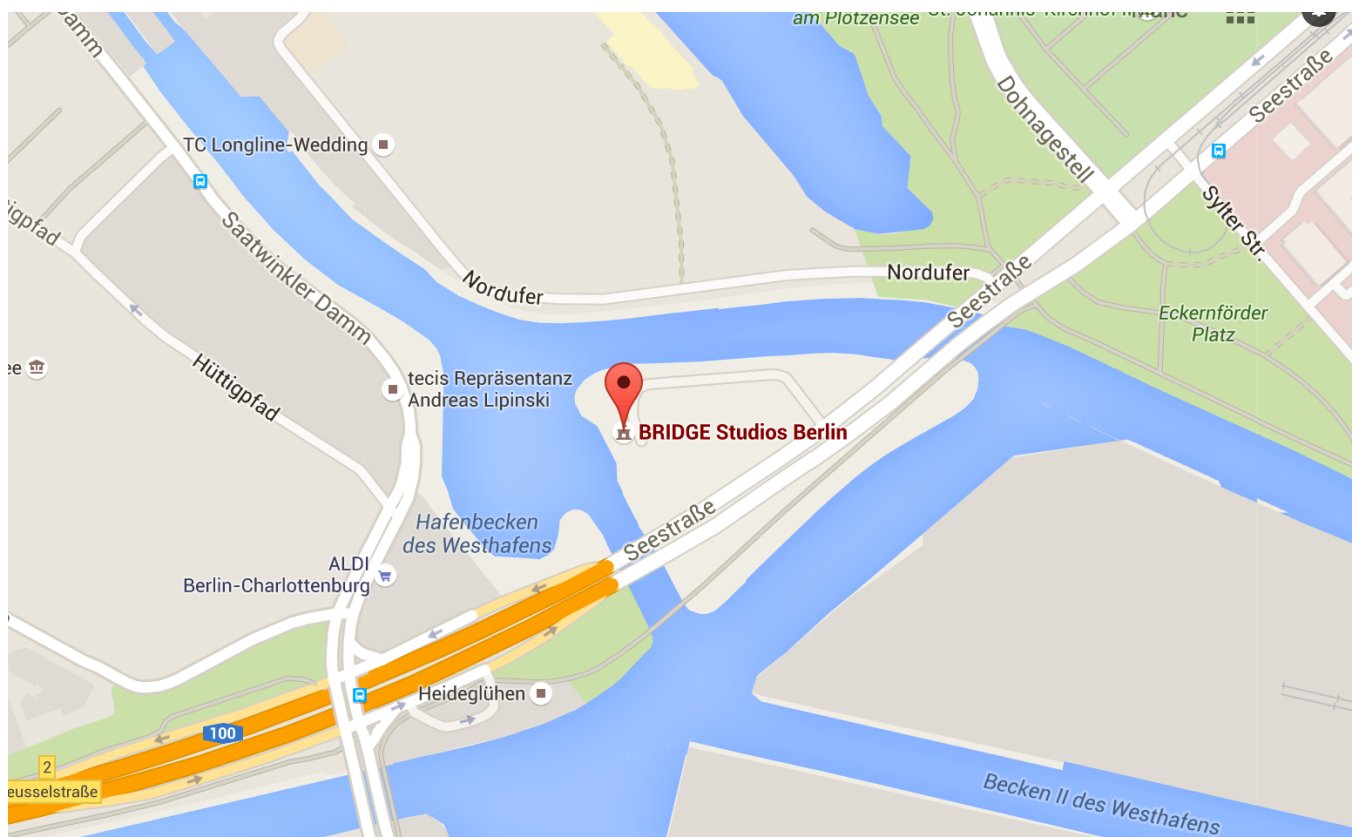 am Plötzensee
Damm
TC Longline-Wedding
Dohnagestell
Seestraße
Sylter Str.
Saatwinkler Damm
Nordufer
Nordufer
Seestraße
Eckernförder
Platz
Hüttigpfad
tecis Repräsentanz
Andreas Lipinski
BRIDGE Studios Berlin
Hafenbecken
des Westhafens
Seestraße
ALDI
Berlin-Charlottenburg
Heideglühen
100
2
eusselstraße
Becken II des Westhafens